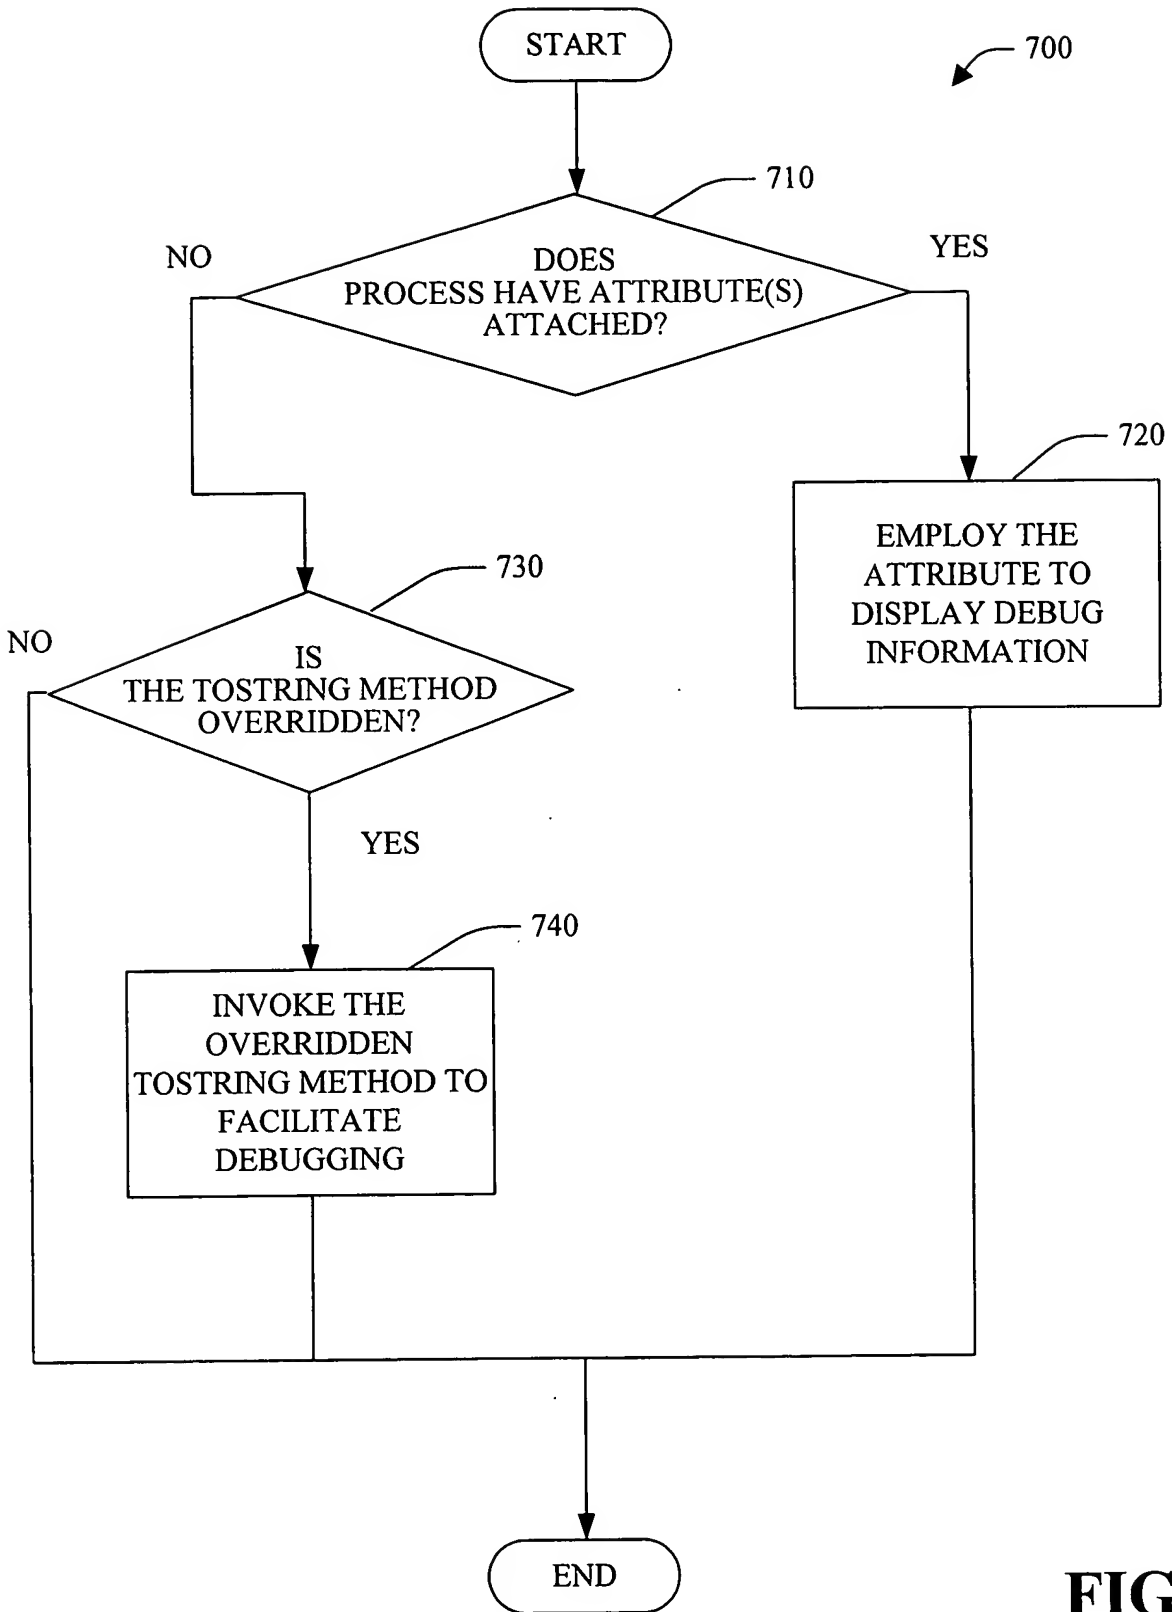 START
700
710
NO
YES
DOES
PROCESS HAVE ATTRIBUTE(S)
ATTACHED?
720
EMPLOY THE
ATTRIBUTE TO
DISPLAY DEBUG
INFORMATION
730
NO
IS
THE TOSTRING METHOD
OVERRIDDEN?
YES
740
INVOKE THE
OVERRIDDEN
TOSTRING METHOD TO
FACILITATE
DEBUGGING
END
FIG